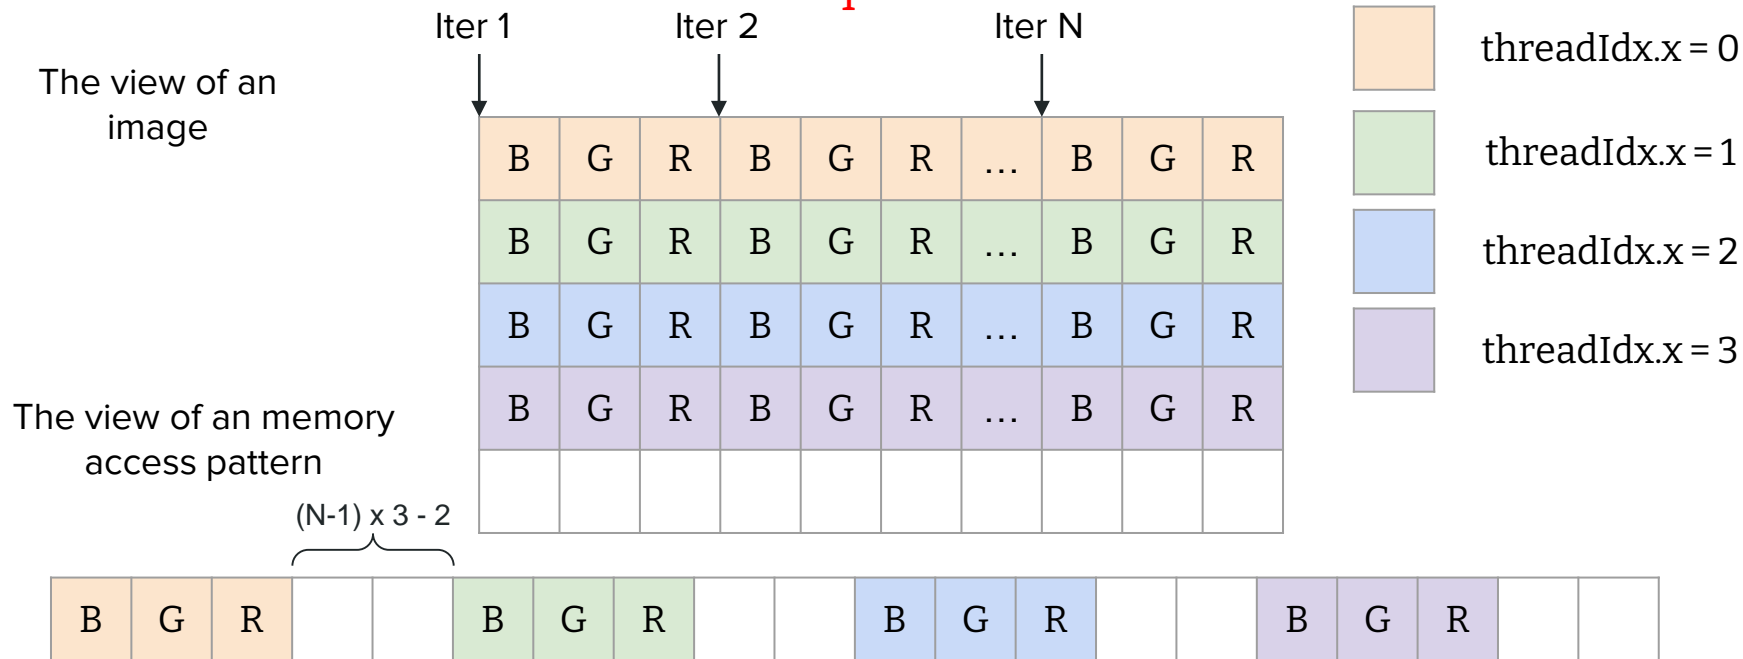 Iter 1 Iter 2 Iter N
The view of an
image
B G R B G R ... B G R
B G R B G R ... B G R
B G R B G R ... B G R
B G R B G R ... B G R
threadIdx.x = 0
threadIdx.x = 1
threadIdx.x = 2
threadIdx.x = 3
The view of an memory
access pattern
(N-1) x 3 - 2
B G R B G R B G R B G R